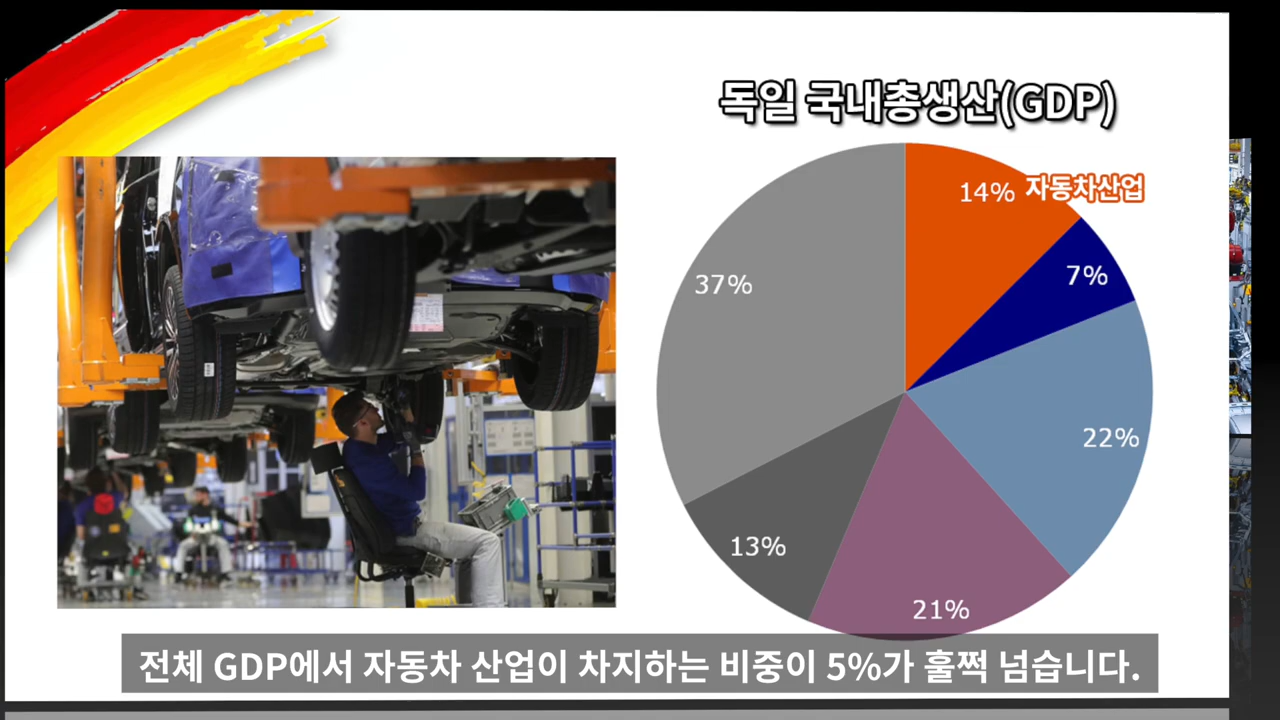 독일 국내총생산(GDP)
14% 자동차산업
7%
37%
22%
13%
21%
전체 GDP에서 자동차 산업이 차지하는 비중이 5%가 훌쩍 넘습니다.